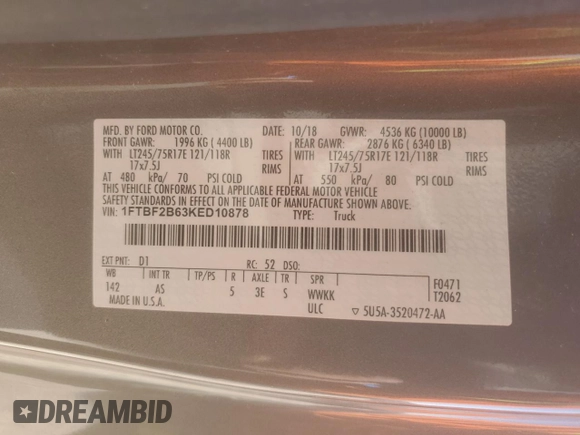 MFD. BY FORD MOTOR CO. DATE: 10/18 GVWR: 4536 KG (10000 LB)
FRONT GAWR: 1996 KG (4400 LB) REAR GAWR: 2876 KG (6340 LB)
WITH LT245/75R17E 121/118R TIRES WITH LT245/75R17E 121/118R TIRES
17x7.5J RIMS 17x7.5J RIMS
AT 480 kPa/ 70 PSI COLD AT 550 kPa/ 80 PSI COLD
THIS VEHICLE CONFORMS TO ALL APPLICABLE FEDERAL MOTOR VEHICLE
SAFETY STANDARDS IN EFFECT ON THE DATE OF MANUFACTURE SHOWN ABOVE.
VIN: 1FTBF2B63KED10878 TYPE: Truck
EXT PNT: D1 RC: 52 DSO:
WB INT TR TP/PS R AXLE TR SPR F0471
142 AS 5 3E S WWKK T2062
MADE IN U.S.A. ULC ▽ 5U5A-3520472-AA
DREAMBID